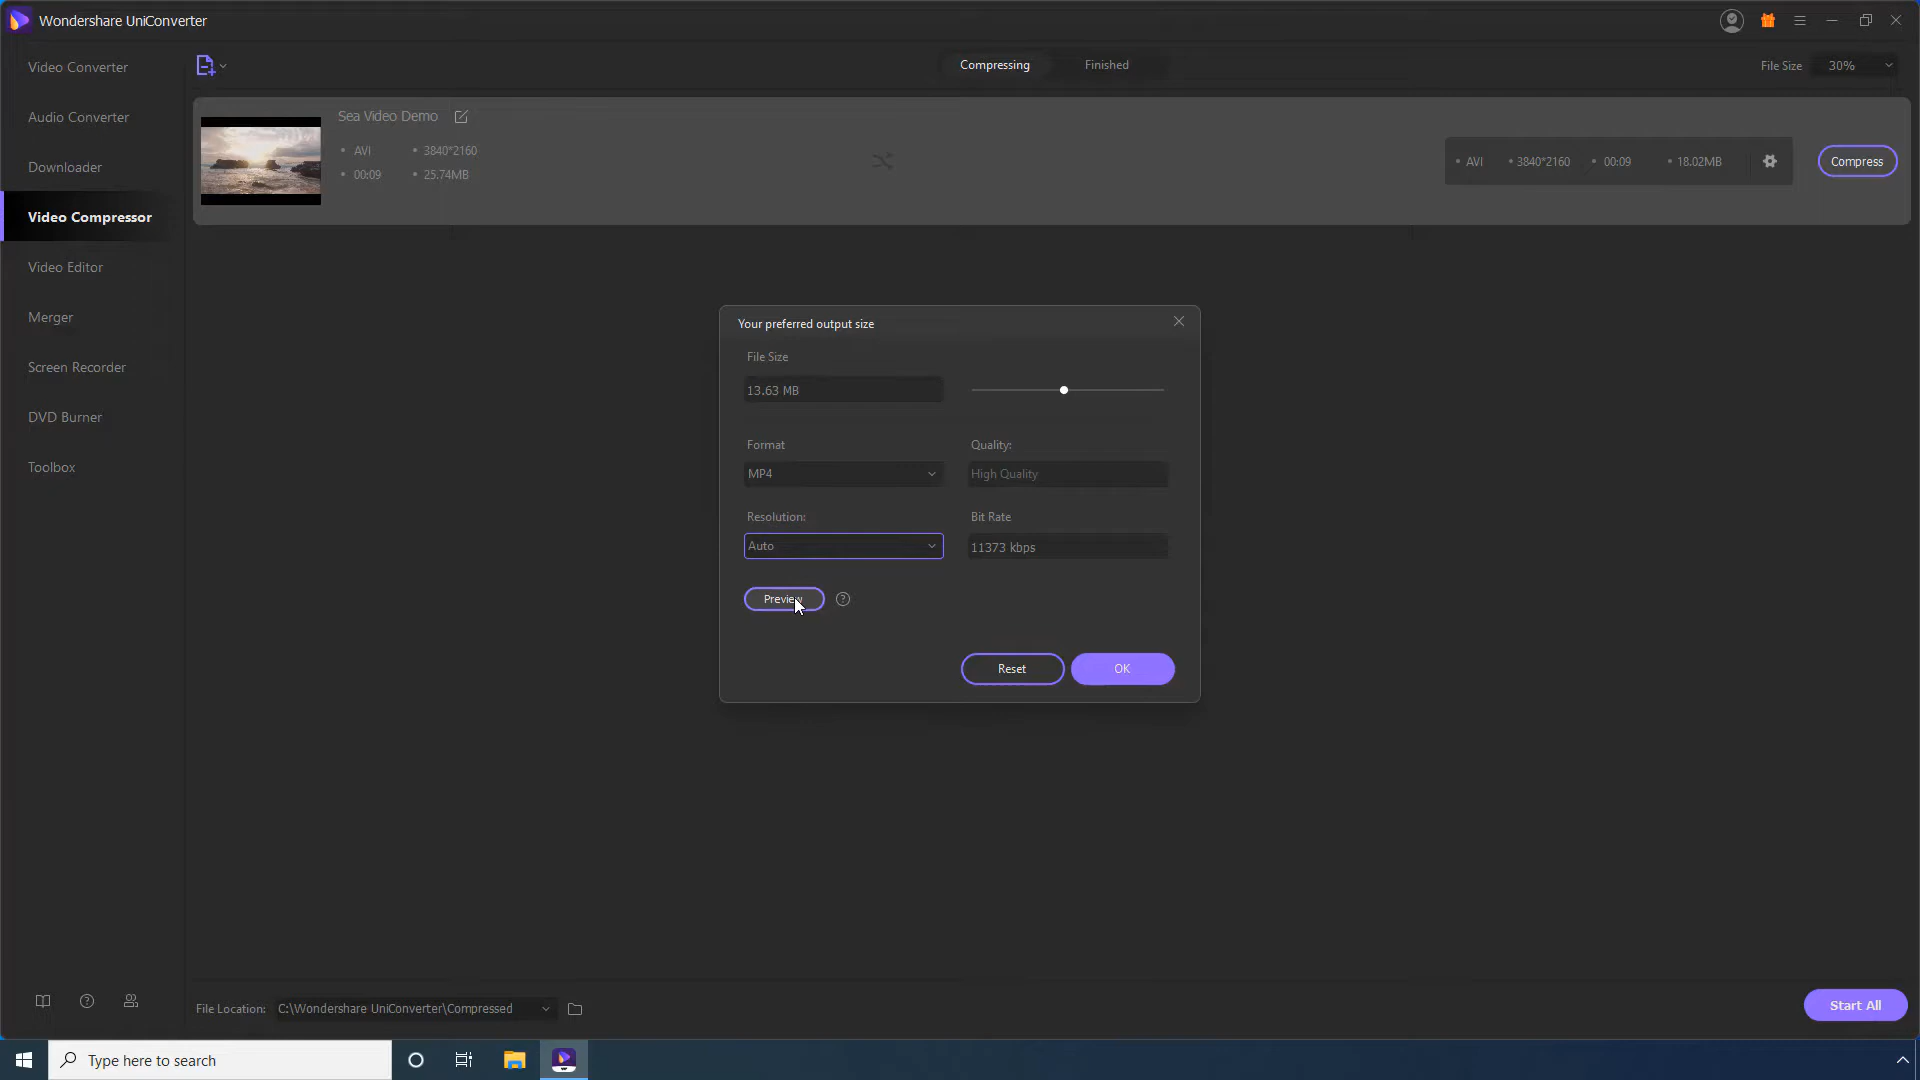 Wondershare UniConverter
Video Converter
Audio Converter
Downloader
Video Compressor
Video Editor
Merger
Screen Recorder
DVD Burner
Toolbox
Compressing
Finished
File Size
30%
Sea Video Demo
• AVI • 3840*2160
• 00:09 • 25.74MB
• AVI • 3840*2160 • 00:09 • 18.02MB
Compress
Your preferred output size
File Size
13.63 MB
Format
Quality:
MP4
High Quality
Resolution:
Bit Rate
Auto
11373 kbps
Preview
?
Reset
OK
?
File Location:
C:\Wondershare UniConverter\Compressed
Start All
Type here to search